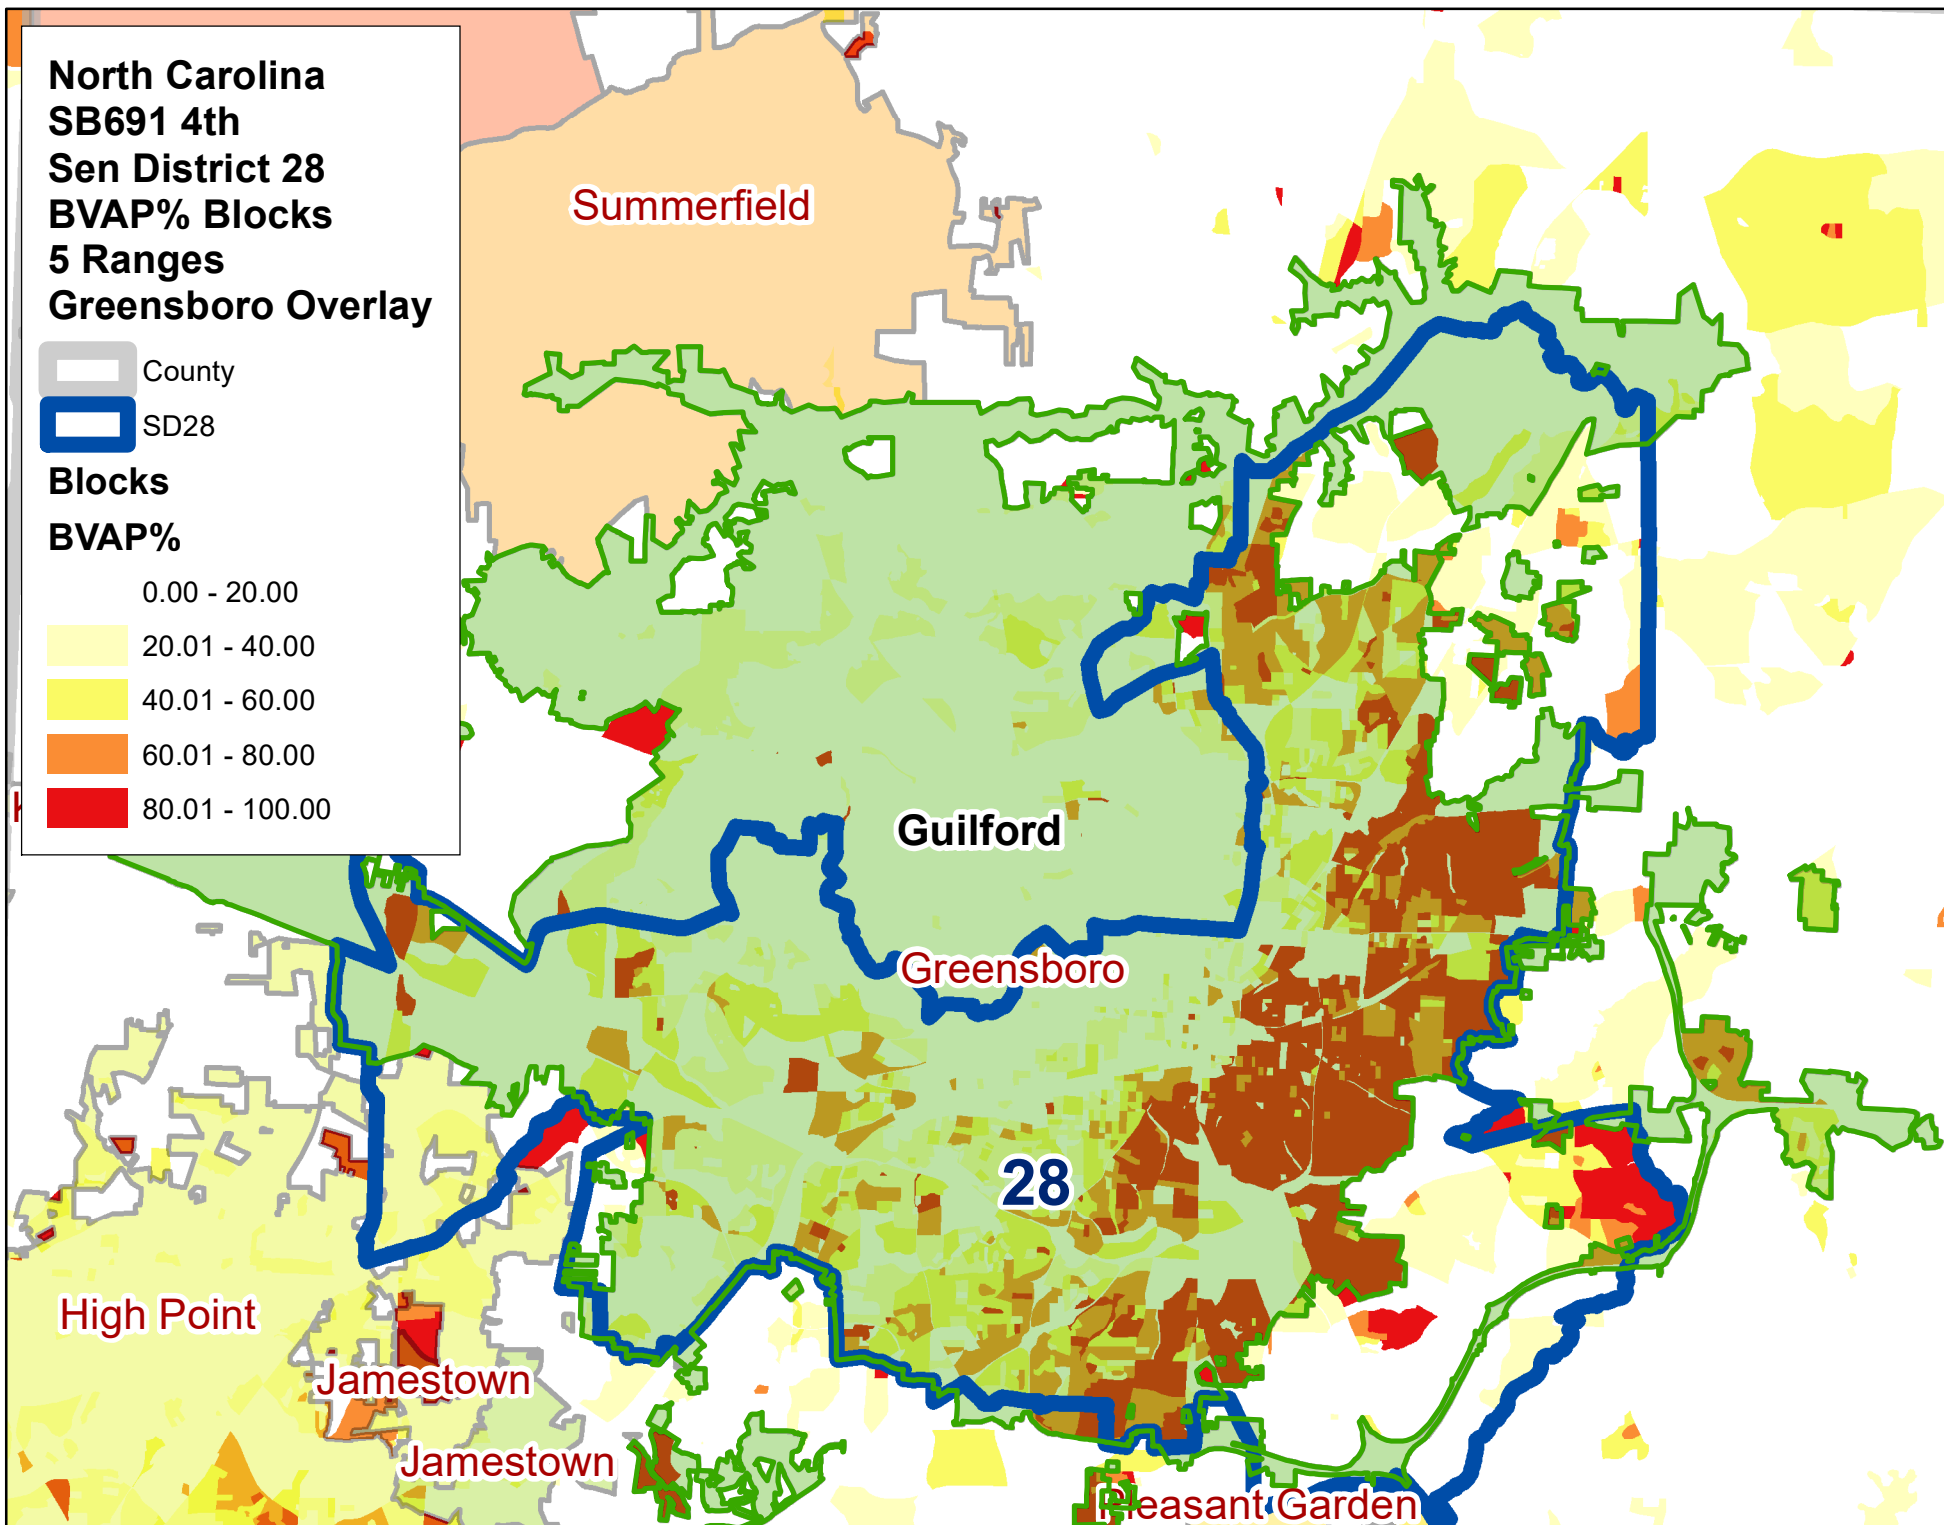 North Carolina
SB691 4th
Sen District 28
BVAP% Blocks
5 Ranges
Greensboro Overlay
County
SD28
Blocks
BVAP%
0.00 - 20.00
20.01 - 40.00
40.01 - 60.00
60.01 - 80.00
80.01 - 100.00
Summerfield
Guilford
Greensboro
28
High Point
Jamestown
Jamestown
Pleasant Garden